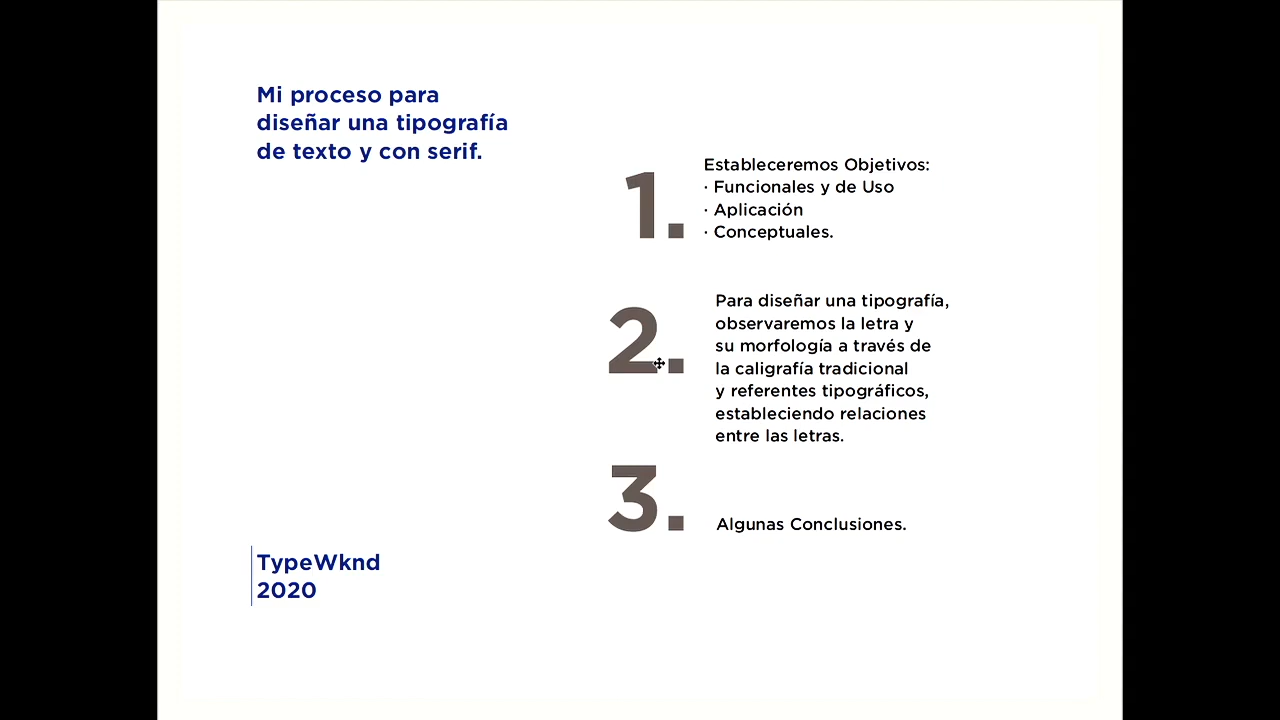 Mi proceso para
diseñar una tipografía
de texto y con serif.
1.
Estableceremos Objetivos:
· Funcionales y de Uso
· Aplicación
· Conceptuales.
2.
Para diseñar una tipografía,
observaremos la letra y
su morfología a través de
la caligrafía tradicional
y referentes tipográficos,
estableciendo relaciones
entre las letras.
3.
Algunas Conclusiones.
TypeWknd
2020